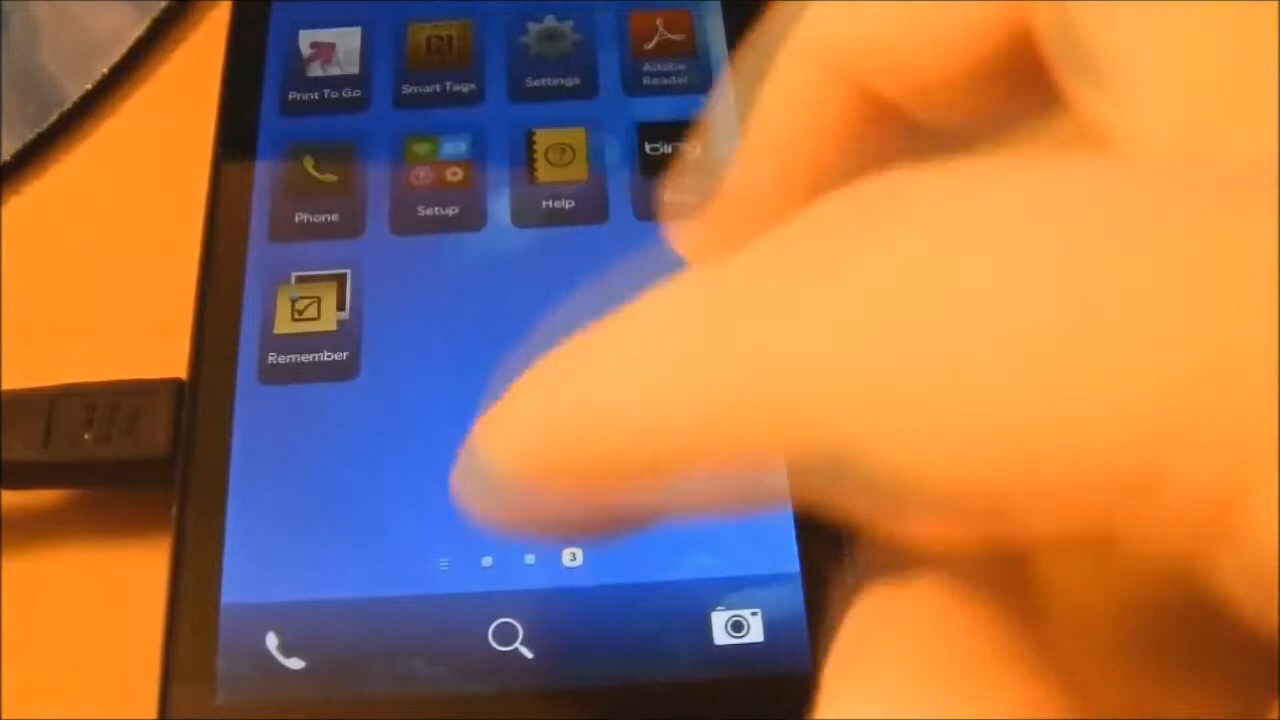 Print To Go
Smart Tags
Settings
Adobe
Reader
Phone
Setup
Help
bing
Remember
3